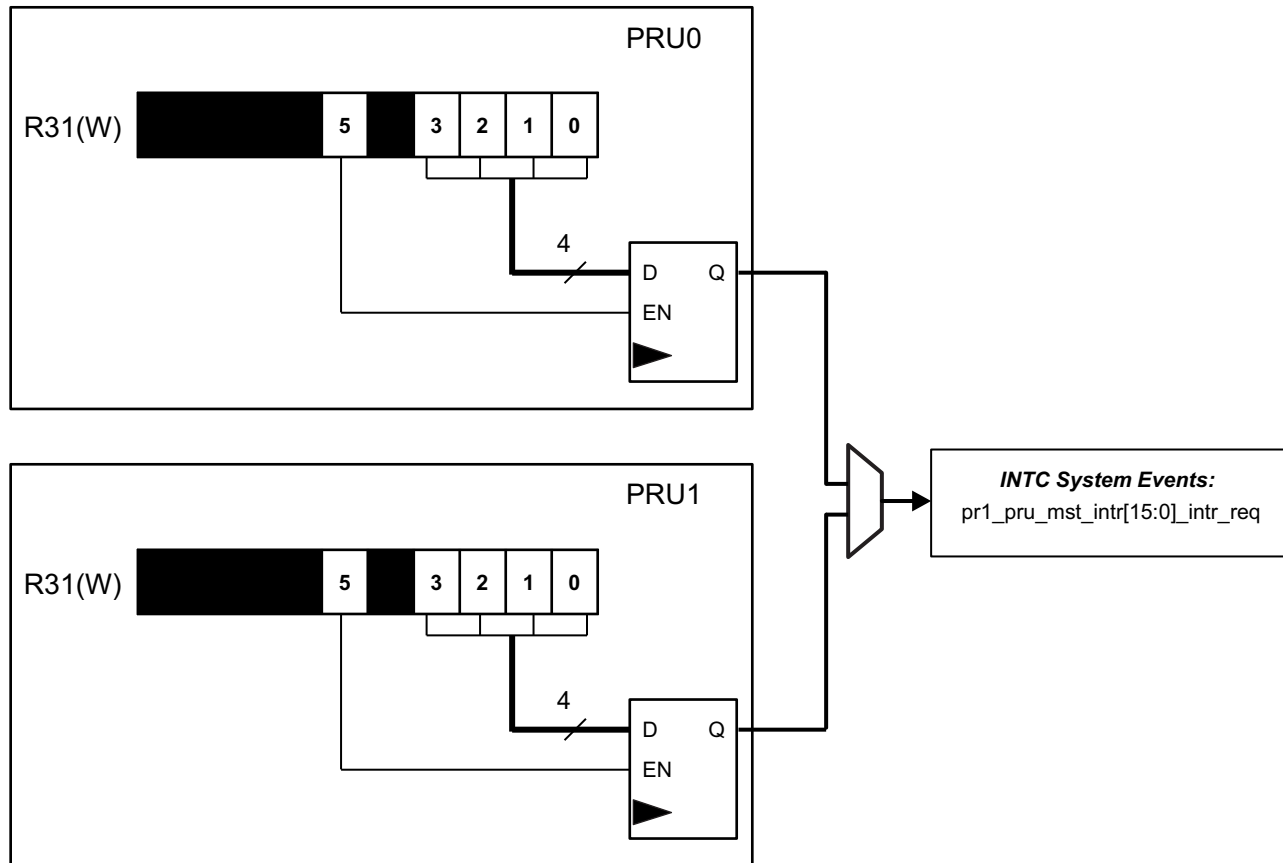 PRU0
R31(W)
5 3 2 1 0
4
D Q
EN
PRU1
R31(W)
5 3 2 1 0
4
D Q
EN
INTC System Events:
pr1_pru_mst_intr[15:0]_intr_req